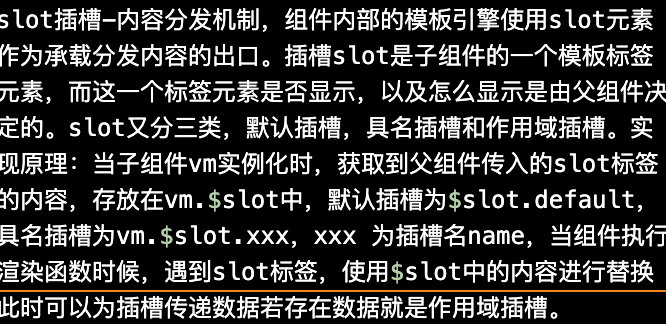 slot插槽-内容分发机制，组件内部的模板引擎使用slot元素
作为承载分发内容的出口。插槽slot是子组件的一个模板标签
元素，而这一个标签元素是否显示，以及怎么显示是由父组件决
定的。slot又分三类，默认插槽，具名插槽和作用域插槽。实
现原理：当子组件vm实例化时，获取到父组件传入的slot标签
的内容，存放在vm.$slot中，默认插槽为$slot.default，
具名插槽为vm.$slot.xxx，xxx 为插槽名name，当组件执行
渲染函数时候，遇到slot标签，使用$slot中的内容进行替换
此时可以为插槽传递数据若存在数据就是作用域插槽。